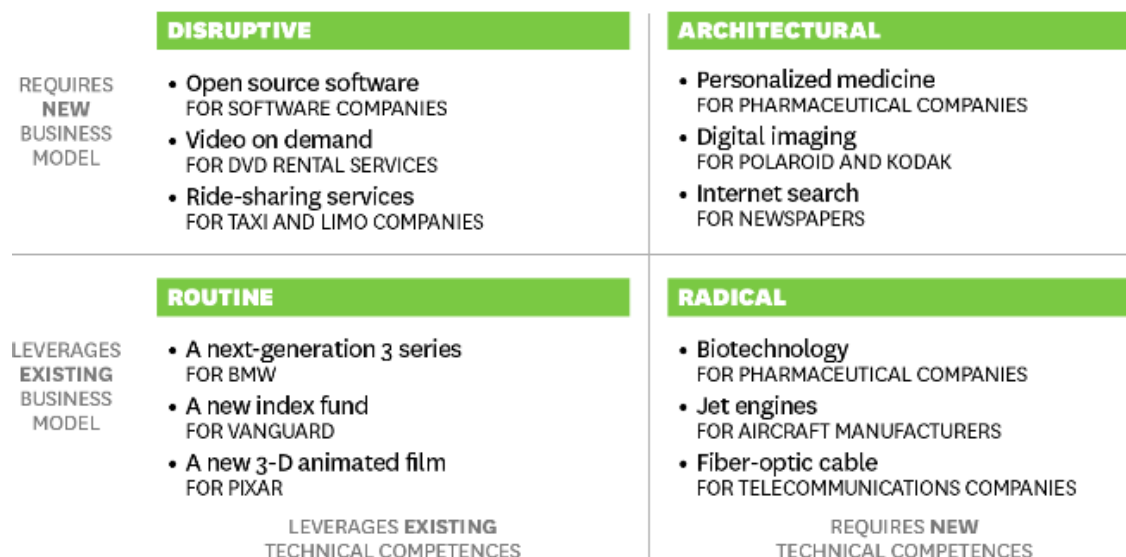 DISRUPTIVE
ARCHITECTURAL
REQUIRES
NEW
BUSINESS
MODEL
• Open source software
FOR SOFTWARE COMPANIES
• Video on demand
FOR DVD RENTAL SERVICES
• Ride-sharing services
FOR TAXI AND LIMO COMPANIES
• Personalized medicine
FOR PHARMACEUTICAL COMPANIES
• Digital imaging
FOR POLAROID AND KODAK
• Internet search
FOR NEWSPAPERS
ROUTINE
RADICAL
LEVERAGES
EXISTING
BUSINESS
MODEL
• A next-generation 3 series
FOR BMW
• A new index fund
FOR VANGUARD
• A new 3-D animated film
FOR PIXAR
• Biotechnology
FOR PHARMACEUTICAL COMPANIES
• Jet engines
FOR AIRCRAFT MANUFACTURERS
• Fiber-optic cable
FOR TELECOMMUNICATIONS COMPANIES
LEVERAGES EXISTING
TECHNICAL COMPETENCES
REQUIRES NEW
TECHNICAL COMPETENCES